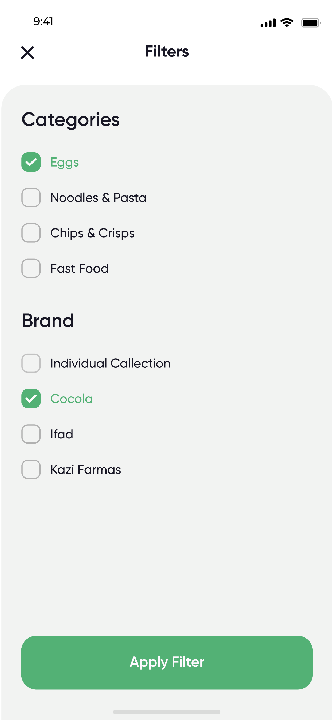 9:41
Filters
Categories
Eggs
Noodles & Pasta
Chips & Crisps
Fast Food
Brand
Individual Callection
Cocola
Ifad
Kazi Farmas
Apply Filter